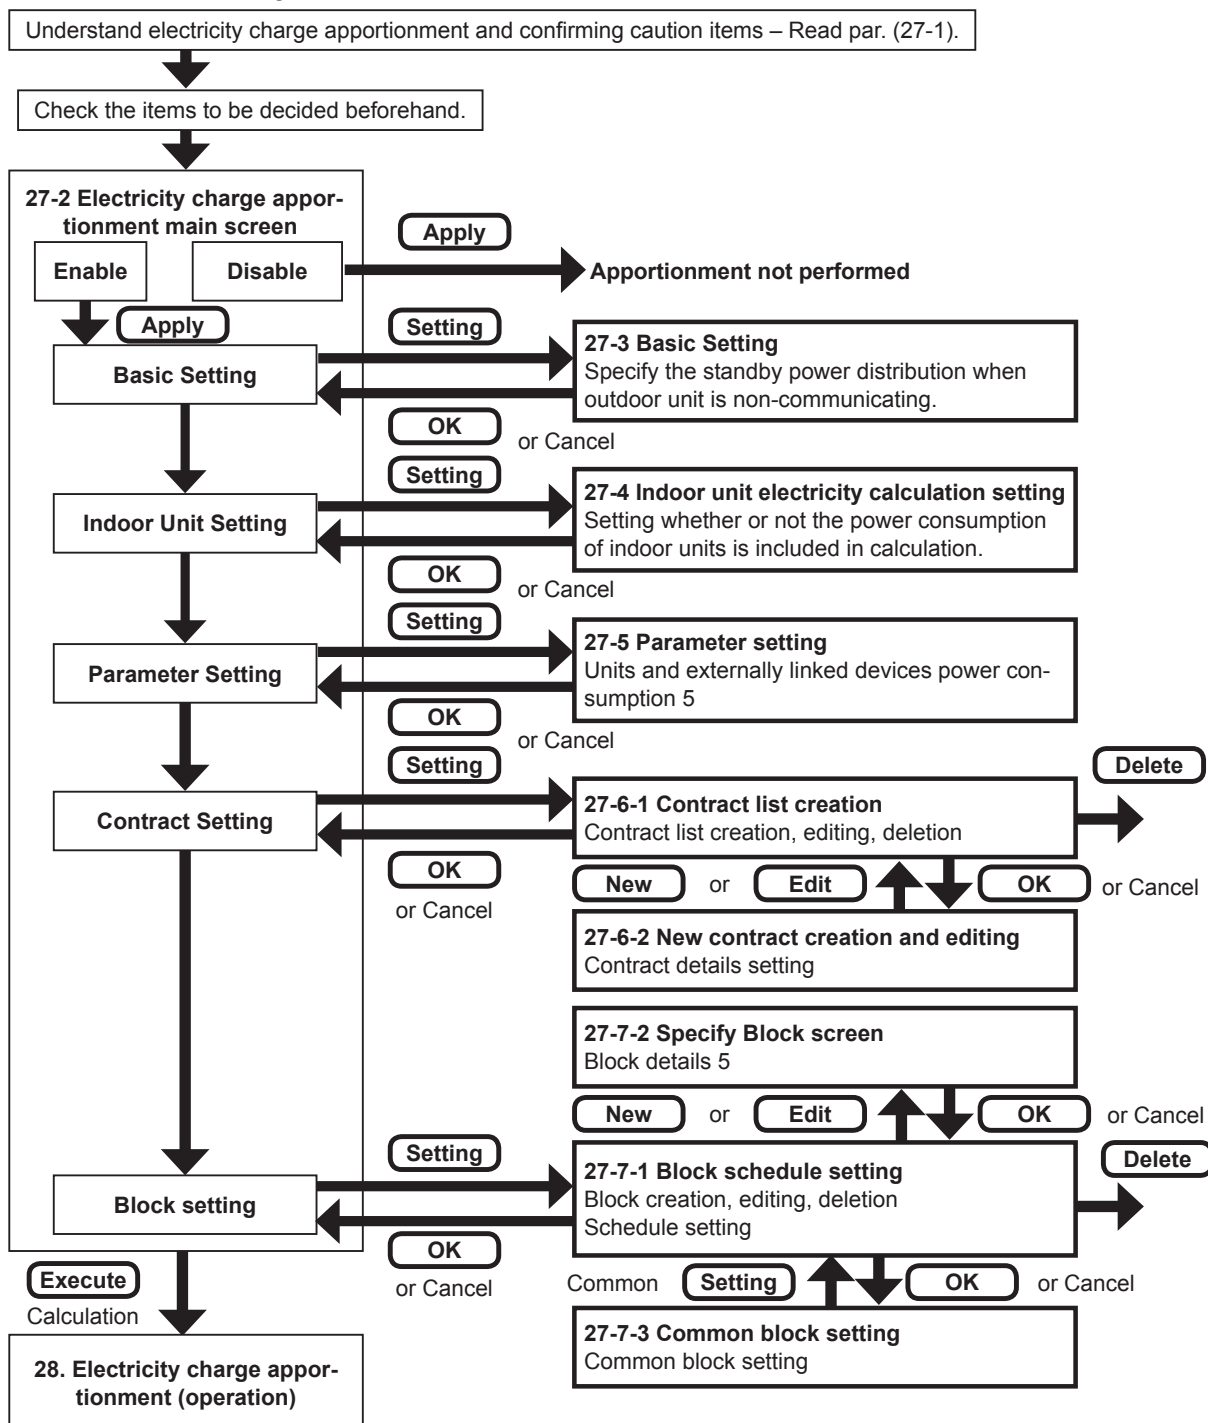 Understand electricity charge apportionment and confirming caution items – Read par. (27-1).
Check the items to be decided beforehand.
27-2 Electricity charge appor-
tionment main screen
Enable
Disable
Apply
Apportionment not performed
Apply
Basic Setting
Setting
27-3 Basic Setting
Specify the standby power distribution when
outdoor unit is non-communicating.
OK
or Cancel
Indoor Unit Setting
Setting
27-4 Indoor unit electricity calculation setting
Setting whether or not the power consumption
of indoor units is included in calculation.
OK
or Cancel
Parameter Setting
Setting
27-5 Parameter setting
Units and externally linked devices power con-
sumption 5
OK
or Cancel
Contract Setting
Setting
27-6-1 Contract list creation
Contract list creation, editing, deletion
Delete
OK
or Cancel
New or Edit
OK or Cancel
27-6-2 New contract creation and editing
Contract details setting
27-7-2 Specify Block screen
Block details 5
New or Edit
OK or Cancel
Block setting
Setting
27-7-1 Block schedule setting
Block creation, editing, deletion
Schedule setting
Delete
OK
or Cancel
Common Setting
OK or Cancel
27-7-3 Common block setting
Common block setting
Execute
Calculation
28. Electricity charge appor-
tionment (operation)